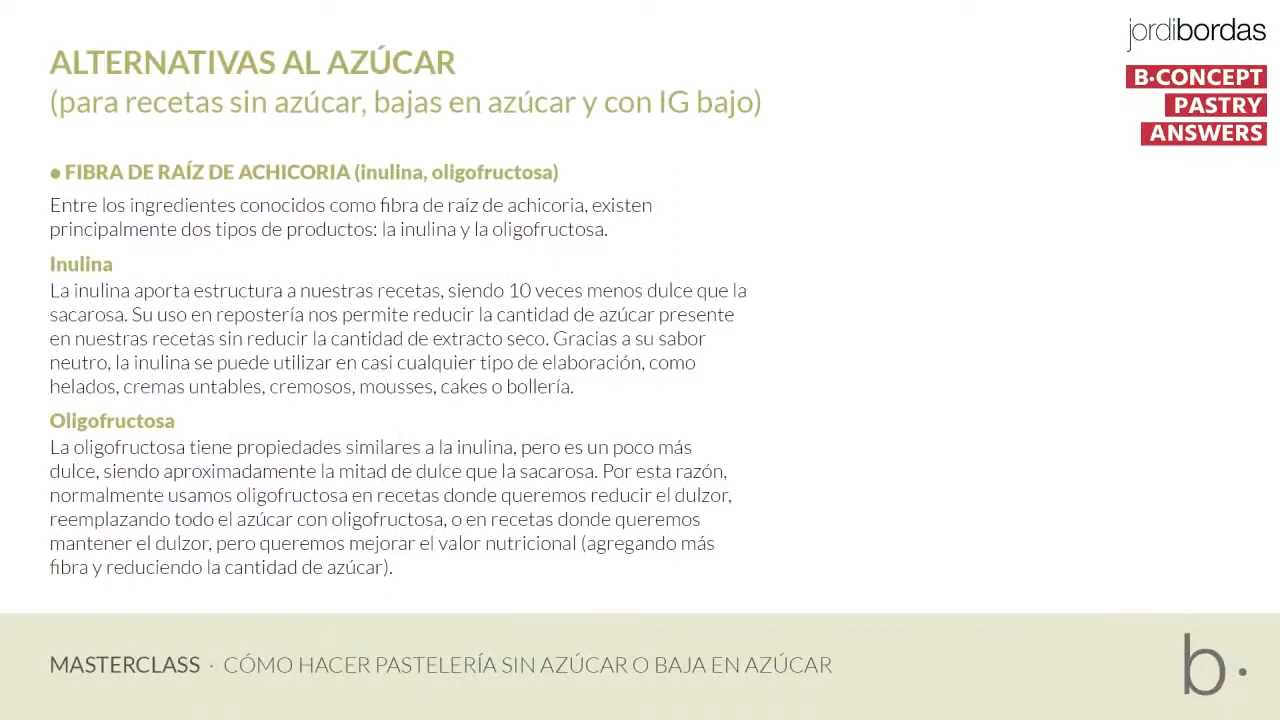 jordibordas
B·CONCEPT
PASTRY
ANSWERS
ALTERNATIVAS AL AZÚCAR
(para recetas sin azúcar, bajas en azúcar y con IG bajo)
• FIBRA DE RAÍZ DE ACHICORIA (inulina, oligofructosa)
Entre los ingredientes conocidos como fibra de raíz de achicoria, existen
principalmente dos tipos de productos: la inulina y la oligofructosa.
Inulina
La inulina aporta estructura a nuestras recetas, siendo 10 veces menos dulce que la
sacarosa. Su uso en repostería nos permite reducir la cantidad de azúcar presente
en nuestras recetas sin reducir la cantidad de extracto seco. Gracias a su sabor
neutro, la inulina se puede utilizar en casi cualquier tipo de elaboración, como
helados, cremas untables, cremosos, mousses, cakes o bollería.
Oligofructosa
La oligofructosa tiene propiedades similares a la inulina, pero es un poco más
dulce, siendo aproximadamente la mitad de dulce que la sacarosa. Por esta razón,
normalmente usamos oligofructosa en recetas donde queremos reducir el dulzor,
reemplazando todo el azúcar con oligofructosa, o en recetas donde queremos
mantener el dulzor, pero queremos mejorar el valor nutricional (agregando más
fibra y reduciendo la cantidad de azúcar).
MASTERCLASS · CÓMO HACER PASTELERÍA SIN AZÚCAR O BAJA EN AZÚCAR
b·